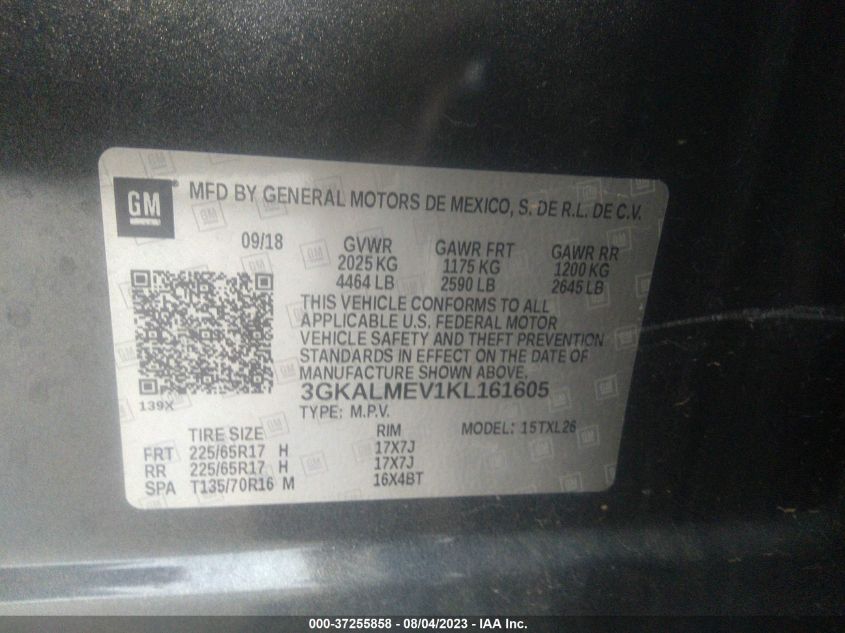 GM
MFD BY GENERAL MOTORS DE MEXICO, S. DE R.L. DE C.V.
09/18 GVWR GAWR FRT GAWR RR
2025 KG 1175 KG 1200 KG
4464 LB 2590 LB 2645 LB
THIS VEHICLE CONFORMS TO ALL
APPLICABLE U.S. FEDERAL MOTOR
VEHICLE SAFETY AND THEFT PREVENTION
STANDARDS IN EFFECT ON THE DATE OF
MANUFACTURE SHOWN ABOVE.
3GKALMEV1KL161605
139X
TYPE: M.P.V.
TIRE SIZE RIM MODEL: 15TXL26
FRT 225/65R17 H 17X7J
RR 225/65R17 H 17X7J
SPA T135/70R16 M 16X4BT
000-37255858 - 08/04/2023 - IAA Inc.